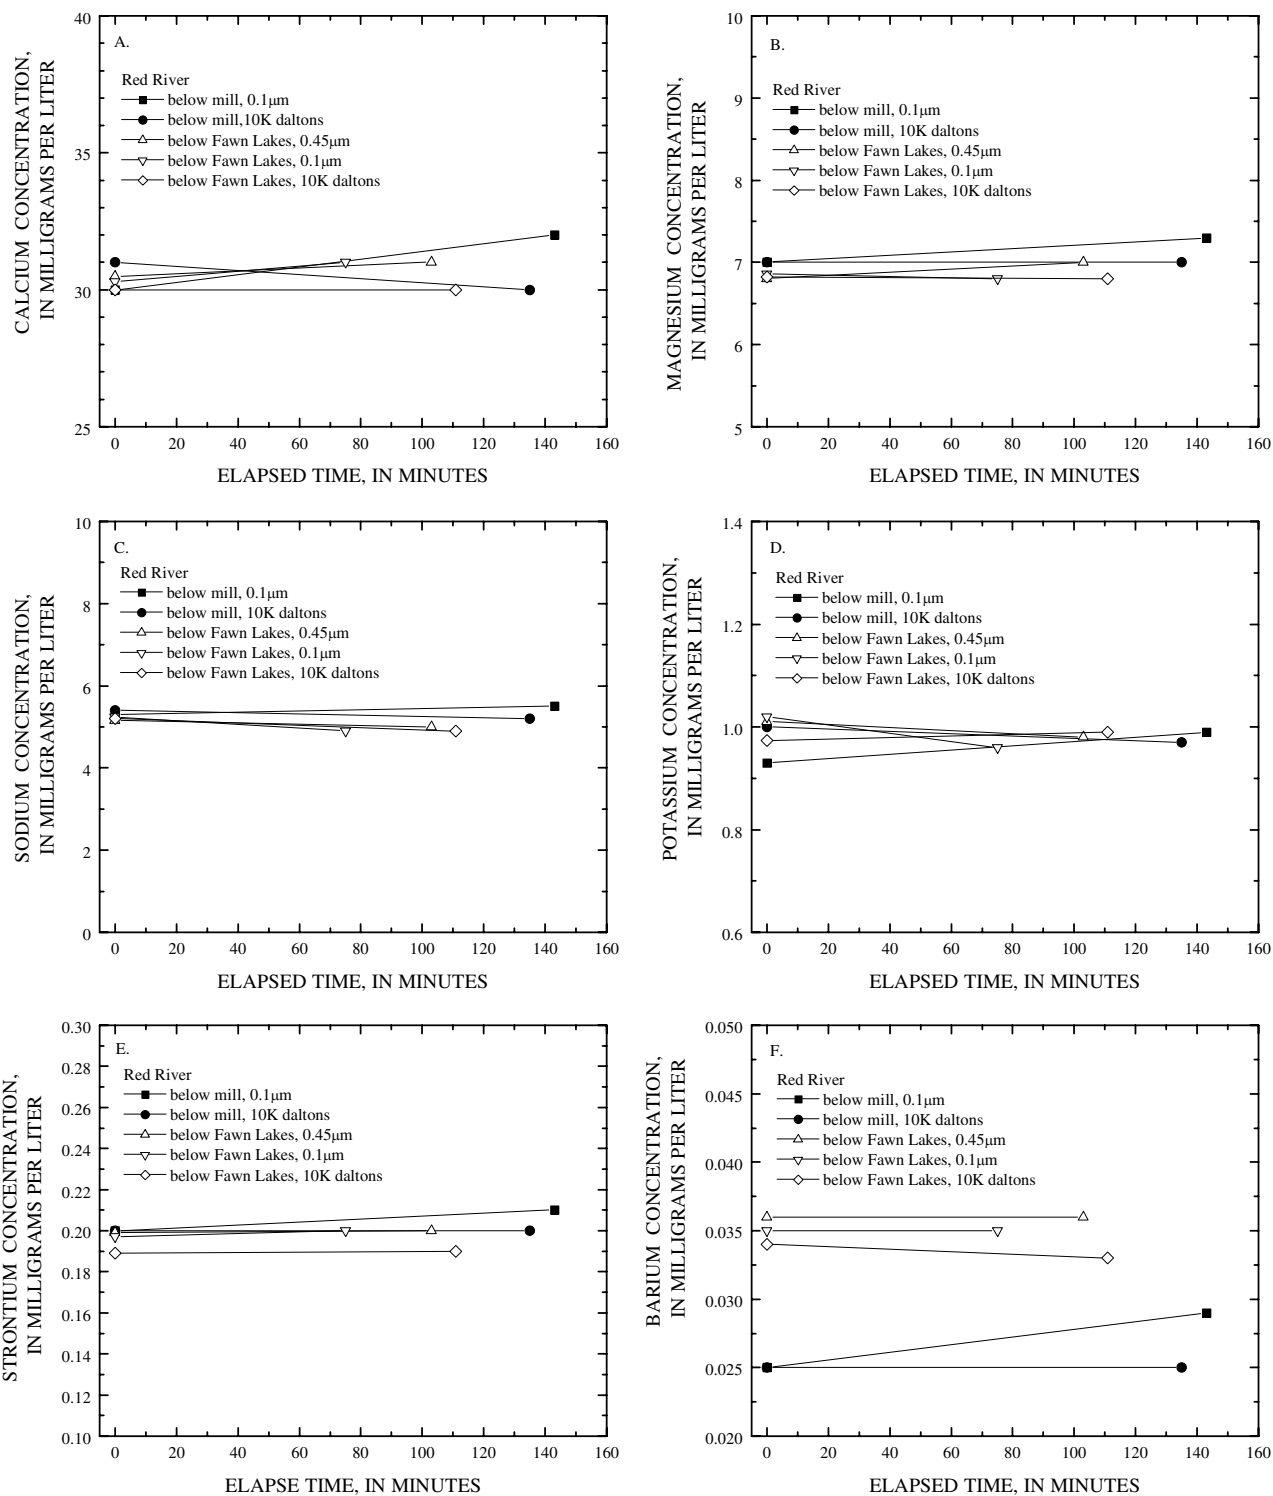 A.
CALCIUM CONCENTRATION,
IN MILLIGRAMS PER LITER
40
35
30
25
Red River
below mill, 0.1µm
below mill,10K daltons
below Fawn Lakes, 0.45µm
below Fawn Lakes, 0.1µm
below Fawn Lakes, 10K daltons
0 20 40 60 80 100 120 140 160
ELAPSED TIME, IN MINUTES
B.
MAGNESIUM CONCENTRATION,
IN MILLIGRAMS PER LITER
10
9
8
7
6
5
Red River
below mill, 0.1µm
below mill, 10K daltons
below Fawn Lakes, 0.45µm
below Fawn Lakes, 0.1µm
below Fawn Lakes, 10K daltons
0 20 40 60 80 100 120 140 160
ELAPSED TIME, IN MINUTES
C.
SODIUM CONCENTRATION,
IN MILLIGRAMS PER LITER
10
8
6
4
2
0
Red River
below mill, 0.1µm
below mill, 10K daltons
below Fawn Lakes, 0.45µm
below Fawn Lakes, 0.1µm
below Fawn Lakes, 10K daltons
0 20 40 60 80 100 120 140 160
ELAPSED TIME, IN MINUTES
D.
POTASSIUM CONCENTRATION,
IN MILLIGRAMS PER LITER
1.4
1.2
1.0
0.8
0.6
Red River
below mill, 0.1µm
below mill, 10K daltons
below Fawn Lakes, 0.45µm
below Fawn Lakes, 0.1µm
below Fawn Lakes, 10K daltons
0 20 40 60 80 100 120 140 160
ELAPSED TIME, IN MINUTES
E.
STRONTIUM CONCENTRATION,
IN MILLIGRAMS PER LITER
0.30
0.28
0.26
0.24
0.22
0.20
0.18
0.16
0.14
0.12
0.10
Red River
below mill, 0.1µm
below mill, 10K daltons
below Fawn Lakes, 0.45µm
below Fawn Lakes, 0.1µm
below Fawn Lakes, 10K daltons
0 20 40 60 80 100 120 140 160
ELAPSE TIME, IN MINUTES
F.
BARIUM CONCENTRATION,
IN MILLIGRAMS PER LITER
0.050
0.045
0.040
0.035
0.030
0.025
0.020
Red River
below mill, 0.1µm
below mill, 10K daltons
below Fawn Lakes, 0.45µm
below Fawn Lakes, 0.1µm
below Fawn Lakes, 10K daltons
0 20 40 60 80 100 120 140 160
ELAPSED TIME, IN MINUTES